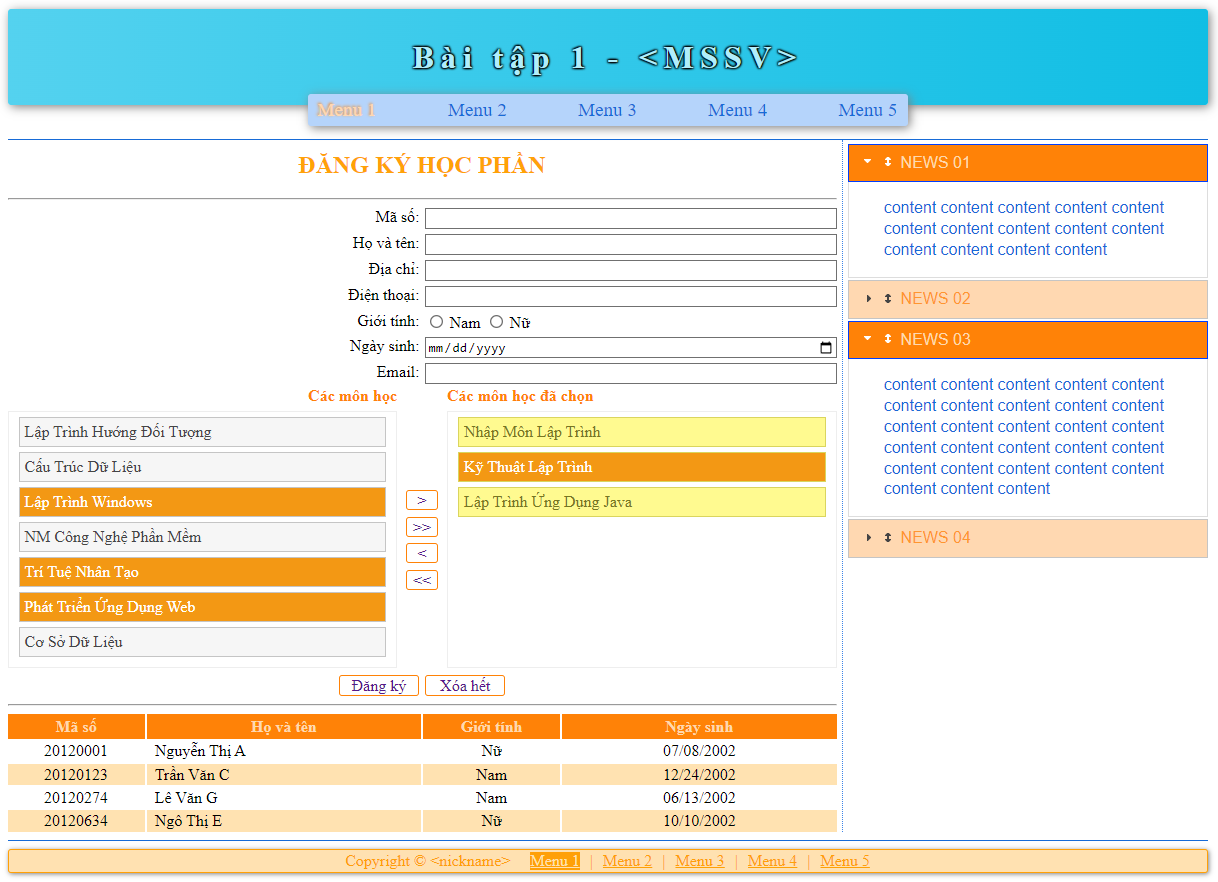 Bài tập 1 - <MSSV>
Menu 1 Menu 2 Menu 3 Menu 4 Menu 5
ĐĂNG KÝ HỌC PHẦN
Mã số:
Họ và tên:
Địa chỉ:
Điện thoại:
Giới tính: Nam Nữ
Ngày sinh: mm/dd/yyyy
Email:
Các môn học
Lập Trình Hướng Đối Tượng
Cấu Trúc Dữ Liệu
Lập Trình Windows
NM Công Nghệ Phần Mềm
Trí Tuệ Nhân Tạo
Phát Triển Ứng Dụng Web
Cơ Sở Dữ Liệu
>
>>
<
<<
Các môn học đã chọn
Nhập Môn Lập Trình
Kỹ Thuật Lập Trình
Lập Trình Ứng Dụng Java
Đăng ký Xóa hết
Mã số Họ và tên Giới tính Ngày sinh
20120001 Nguyễn Thị A Nữ 07/08/2002
20120123 Trần Văn C Nam 12/24/2002
20120274 Lê Văn G Nam 06/13/2002
20120634 Ngô Thị E Nữ 10/10/2002
NEWS 01
content content content content content
content content content content content
content content content content
NEWS 02
NEWS 03
content content content content content
content content content content content
content content content content content
content content content content content
content content content content content
content content content
NEWS 04
Copyright © <nickname> Menu 1 | Menu 2 | Menu 3 | Menu 4 | Menu 5